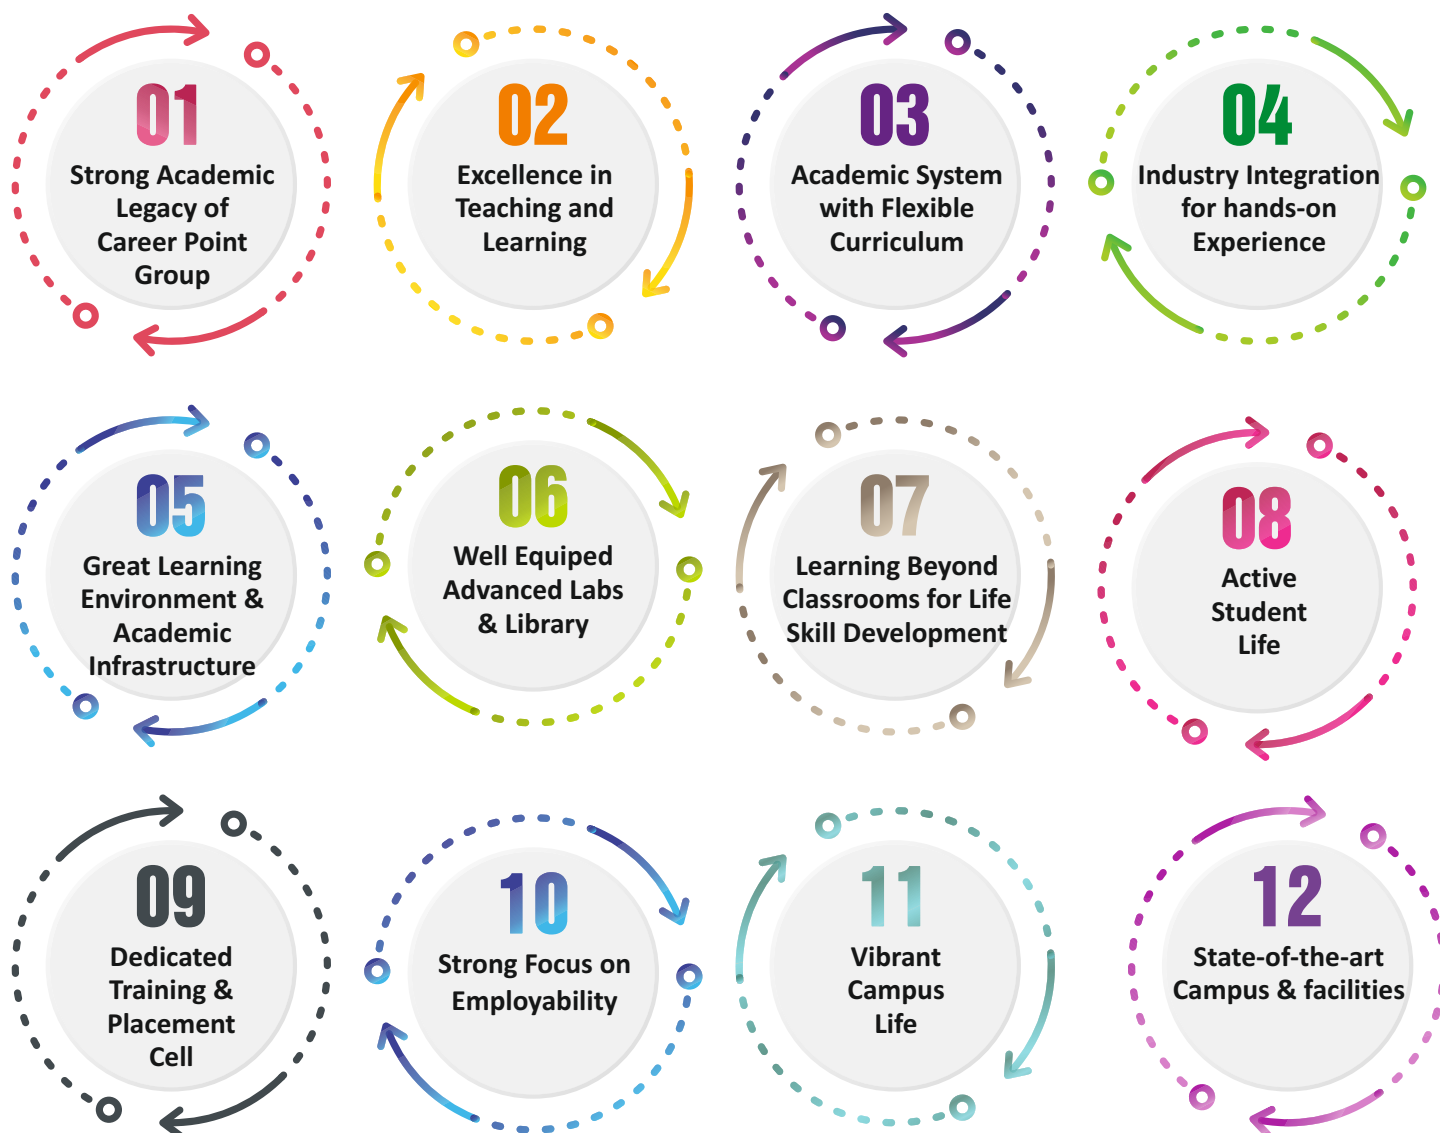 01
Strong Academic
Legacy of
Career Point
Group
02
Excellence in
Teaching and
Learning
03
Academic System
with Flexible
Curriculum
04
Industry Integration
for hands-on
Experience
05
Great Learning
Environment &
Academic
Infrastructure
06
Well Equiped
Advanced Labs
& Library
07
Learning Beyond
Classrooms for Life
Skill Development
08
Active
Student
Life
09
Dedicated
Training &
Placement
Cell
10
Strong Focus on
Employability
11
Vibrant
Campus
Life
12
State-of-the-art
Campus & facilities